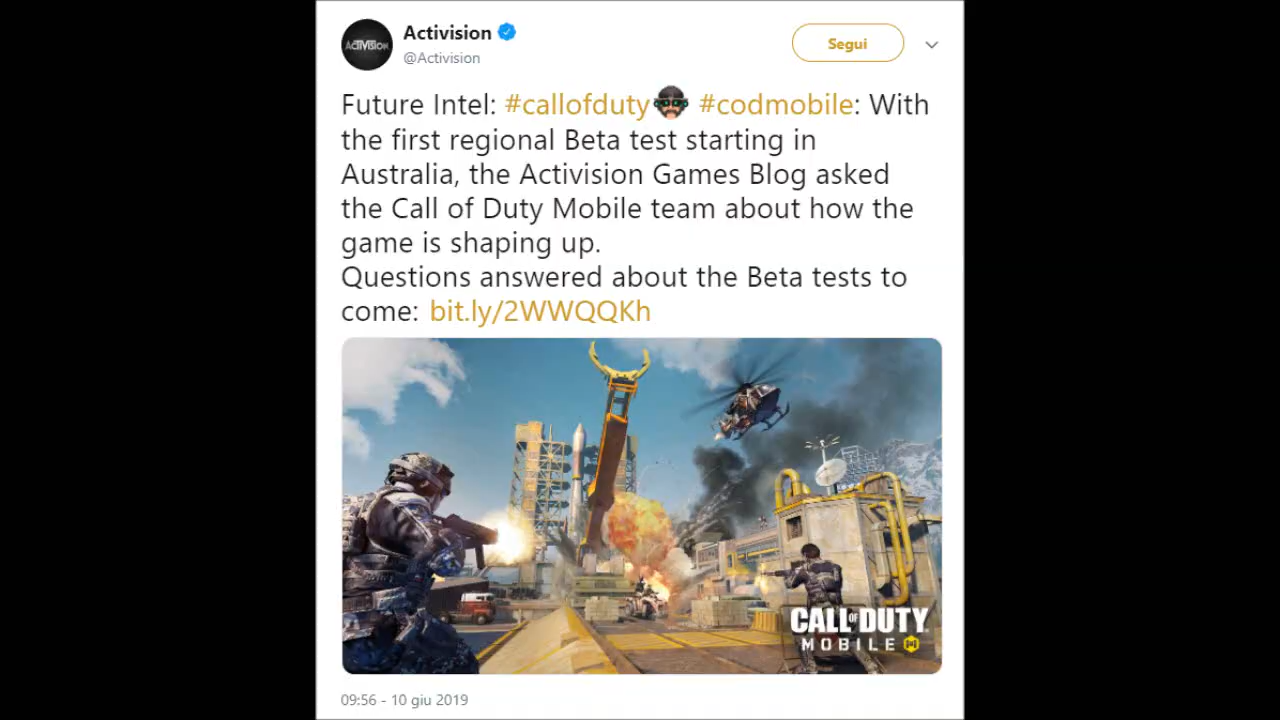 ACTIVISION
Activision
@Activision
Segui
Future Intel: #callofduty #codmobile: With
the first regional Beta test starting in
Australia, the Activision Games Blog asked
the Call of Duty Mobile team about how the
game is shaping up.
Questions answered about the Beta tests to
come: bit.ly/2WWQQKh
CALL OF DUTY
MOBILE
09:56 - 10 giu 2019